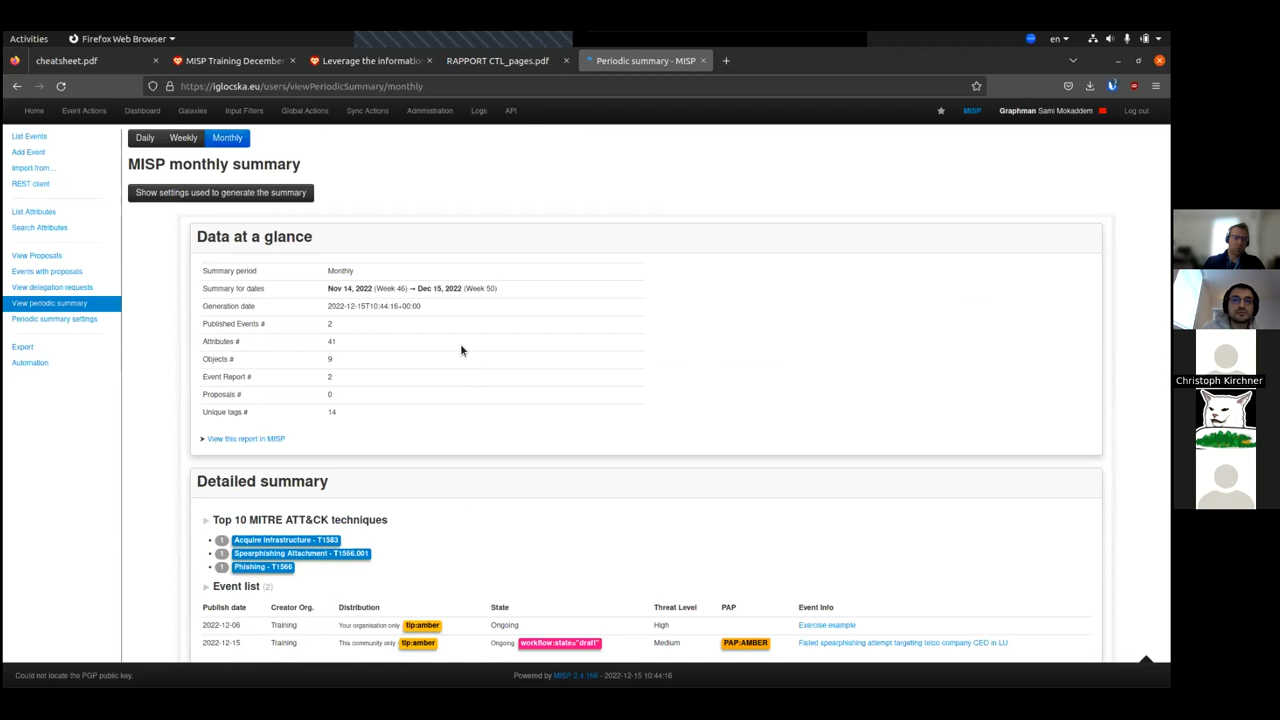 Activities Firefox Web Browser en
cheatsheet.pdf MISP Training December Leverage the informatio RAPPORT CTL_pages.pdf Periodic summary - MISP
https://iglocska.eu/users/viewPeriodicSummary/monthly
Home Event Actions Dashboard Galaxies Input Filters Global Actions Sync Actions Administration Logs API MISP Graphman Sami Mokaddem Log out
List Events
Add Event
Import from...
REST client
List Attributes
Search Attributes
View Proposals
Events with proposals
View delegation requests
View periodic summary
Periodic summary settings
Export
Automation
Daily Weekly Monthly
MISP monthly summary
Show settings used to generate the summary
Data at a glance
Summary period Monthly
Summary for dates Nov 14, 2022 (Week 46) → Dec 15, 2022 (Week 50)
Generation date 2022-12-15T10:44:16+00:00
Published Events # 2
Attributes # 41
Objects # 9
Event Report # 2
Proposals # 0
Unique tags # 14
View this report in MISP
Detailed summary
Top 10 MITRE ATT&CK techniques
1 Acquire Infrastructure - T1583
1 Spearphishing Attachment - T1566.001
1 Phishing - T1566
Event list (2)
Publish date Creator Org. Distribution State Threat Level PAP Event Info
2022-12-06 Training Your organisation only tlp:amber Ongoing High Exercise example
2022-12-15 Training This community only tlp:amber Ongoing workflow:state="draft" Medium PAP:AMBER Failed spearphishing attempt targeting telco company CEO in LU
Could not locate the PGP public key. Powered by MISP 2.4.166 - 2022-12-15 10:44:16
Christoph Kirchner